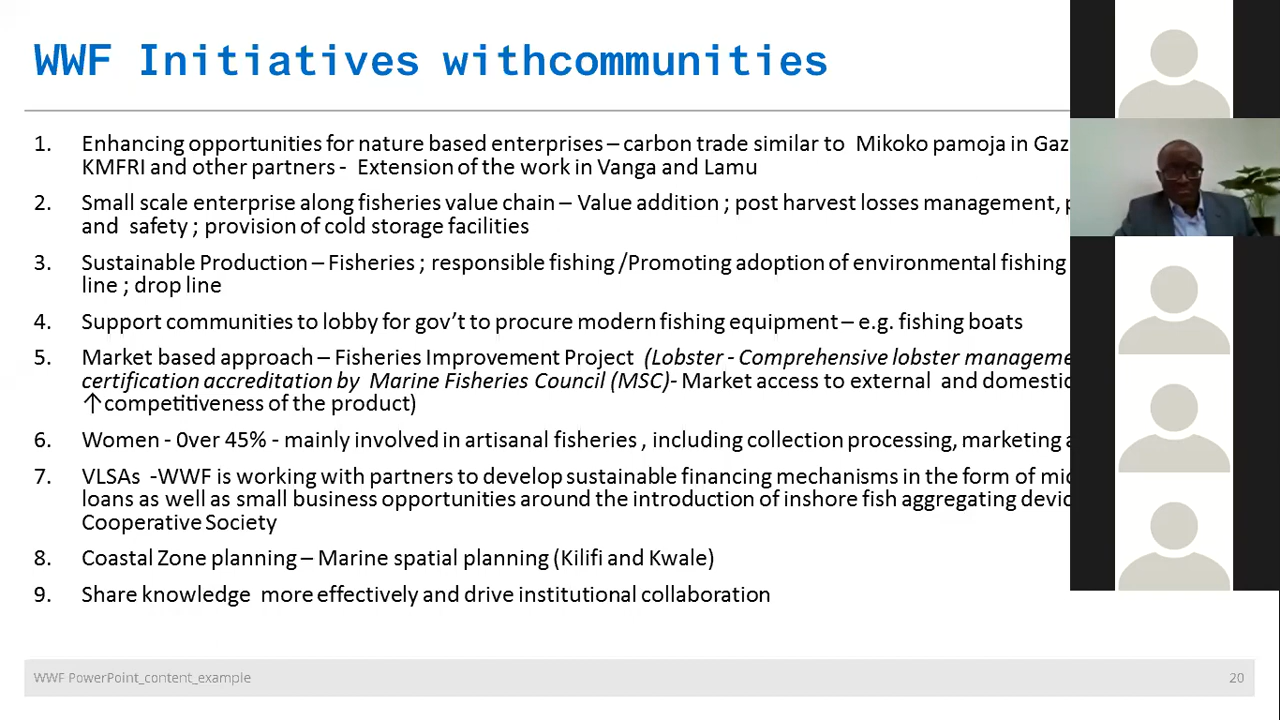 WWF Initiatives withcommunities
1. Enhancing opportunities for nature based enterprises – carbon trade similar to Mikoko pamoja in
KMFRI and other partners - Extension of the work in Vanga and Lamu
2. Small scale enterprise along fisheries value chain – Value addition ; post harvest losses management,
and safety ; provision of cold storage facilities
3. Sustainable Production – Fisheries ; responsible fishing /Promoting adoption of environmental fishing
line ; drop line
4. Support communities to lobby for gov’t to procure modern fishing equipment – e.g. fishing boats
5. Market based approach – Fisheries Improvement Project (Lobster - Comprehensive lobster
certification accreditation by Marine Fisheries Council (MSC)- Market access to external and
↑competitiveness of the product)
6. Women - 0ver 45% - mainly involved in artisanal fisheries , including collection processing, marketing
7. VLSAs -WWF is working with partners to develop sustainable financing mechanisms in the form of
loans as well as small business opportunities around the introduction of inshore fish aggregating
Cooperative Society
8. Coastal Zone planning – Marine spatial planning (Kilifi and Kwale)
9. Share knowledge more effectively and drive institutional collaboration
WWF PowerPoint_content_example
20